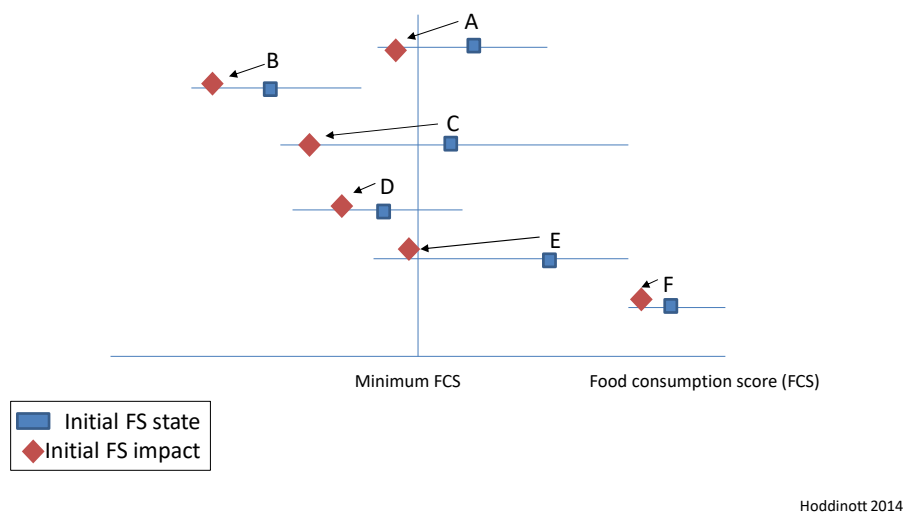 A
B
C
D
E
F
Minimum FCS
Food consumption score (FCS)
Initial FS state
Initial FS impact
Hoddinott 2014